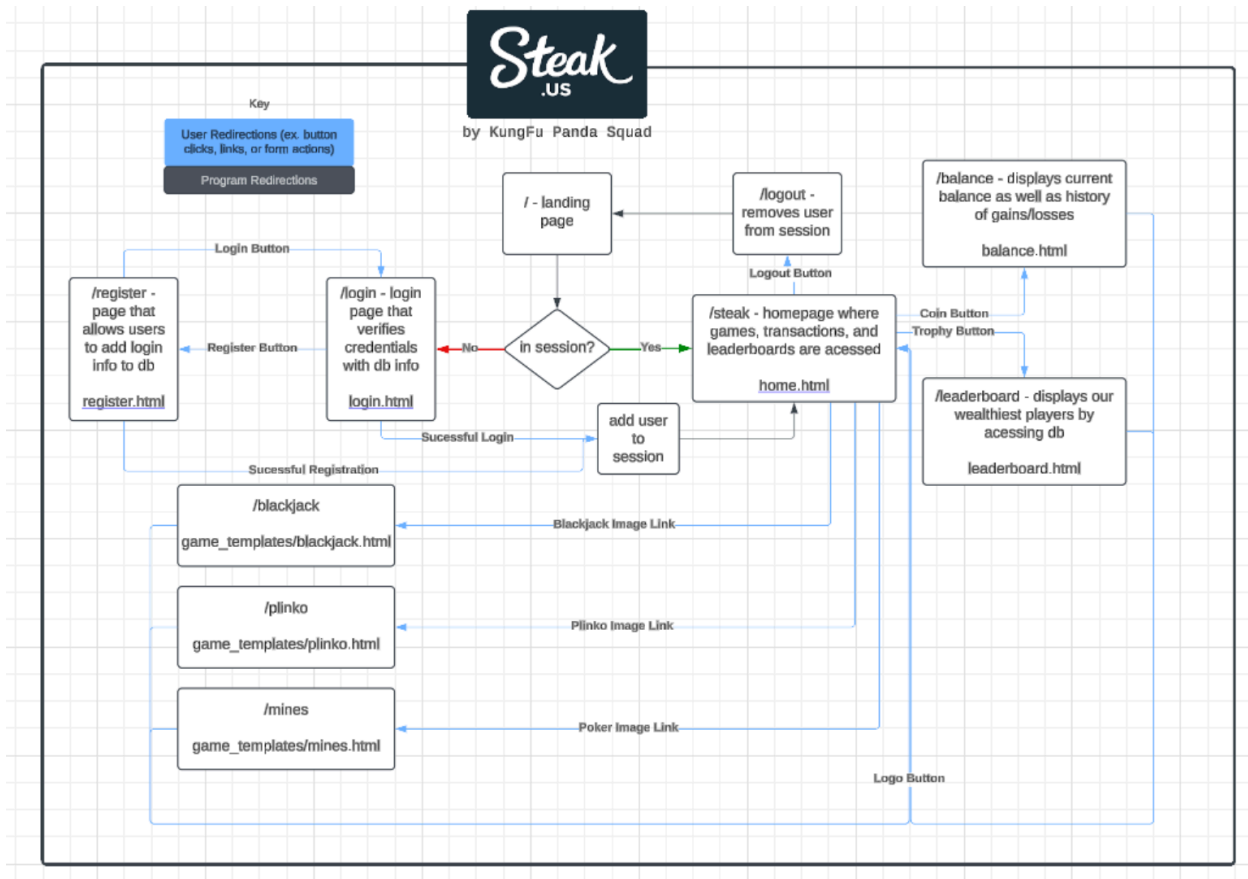 Steak
.US
by KungFu Panda Squad
Key
User Redirections (ex. button
clicks, links, or form actions)
Program Redirections
/ - landing
page
/logout -
removes user
from session
/balance - displays current
balance as well as history
of gains/losses
balance.html
Login Button
Logout Button
/register -
page that
allows users
to add login
info to db
register.html
Register Button
/login - login
page that
verifies
credentials
with db info
login.html
No
in session?
Yes
/steak - homepage where
games, transactions, and
leaderboards are acessed
home.html
Coin Button
Trophy Button
/leaderboard - displays our
wealthiest players by
acessing db
leaderboard.html
Sucessful Login
add user
to
session
Sucessful Registration
/blackjack
game_templates/blackjack.html
Blackjack Image Link
/plinko
game_templates/plinko.html
Plinko Image Link
/mines
game_templates/mines.html
Poker Image Link
Logo Button